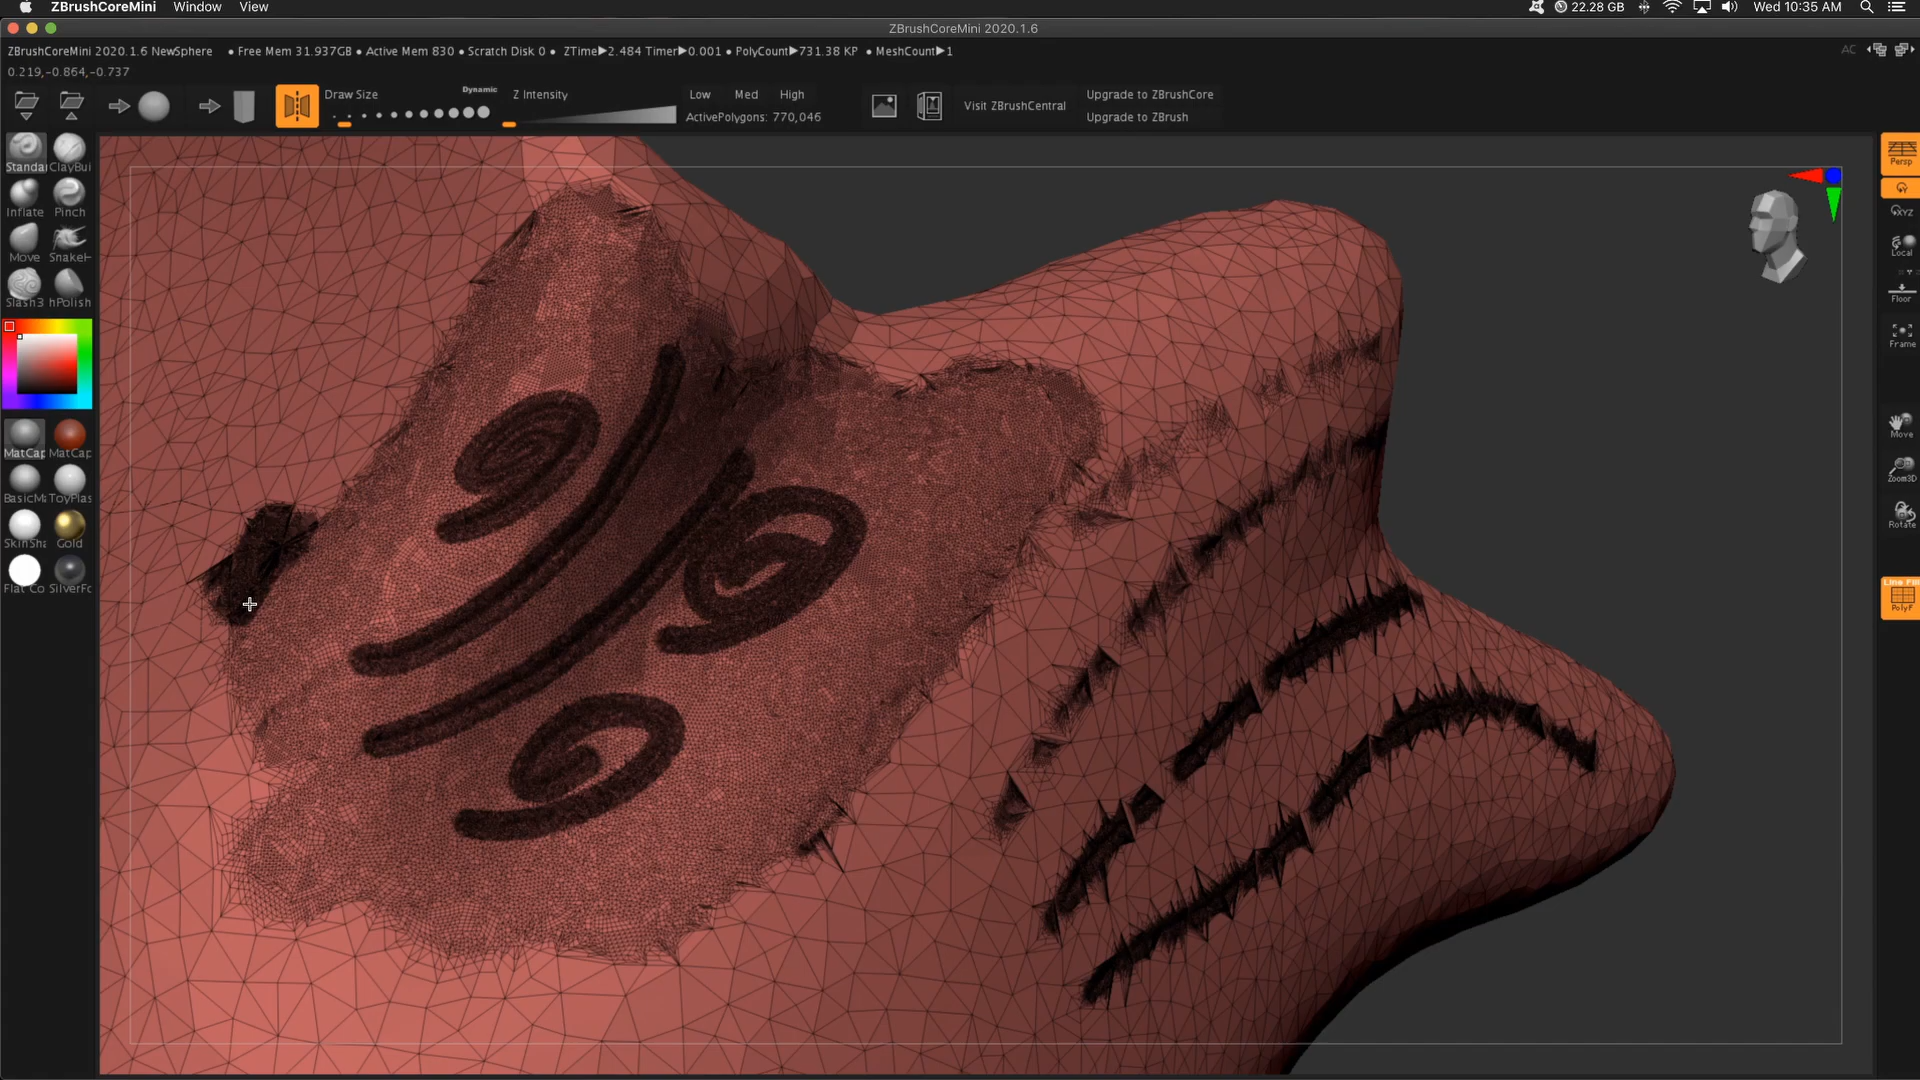 ZBrushCoreMini Window View 22.28 GB Wed 10:35 AM
ZBrushCoreMini 2020.1.6
ZBrushCoreMini 2020.1.6 NewSphere • Free Mem 31.937GB • Active Mem 830 • Scratch Disk 0 • ZTime▶2.484 Timer▶0.001 • PolyCount▶731.38 KP • MeshCount▶1 AC
0.219,-0.864,-0.737
Draw Size Dynamic Z Intensity Low Med High
ActivePolygons: 770,046
Visit ZBrushCentral
Upgrade to ZBrushCore
Upgrade to ZBrush
Standa ClayBui
Inflate Pinch
Move SnakeH
Slash3 hPolish
MatCap MatCap
BasicMa ToyPlas
SkinSha Gold
Flat Co SilverFo
Persp
XYZ
Local
Floor
Frame
Move
Zoom3D
Rotate
Line Fill
PolyF